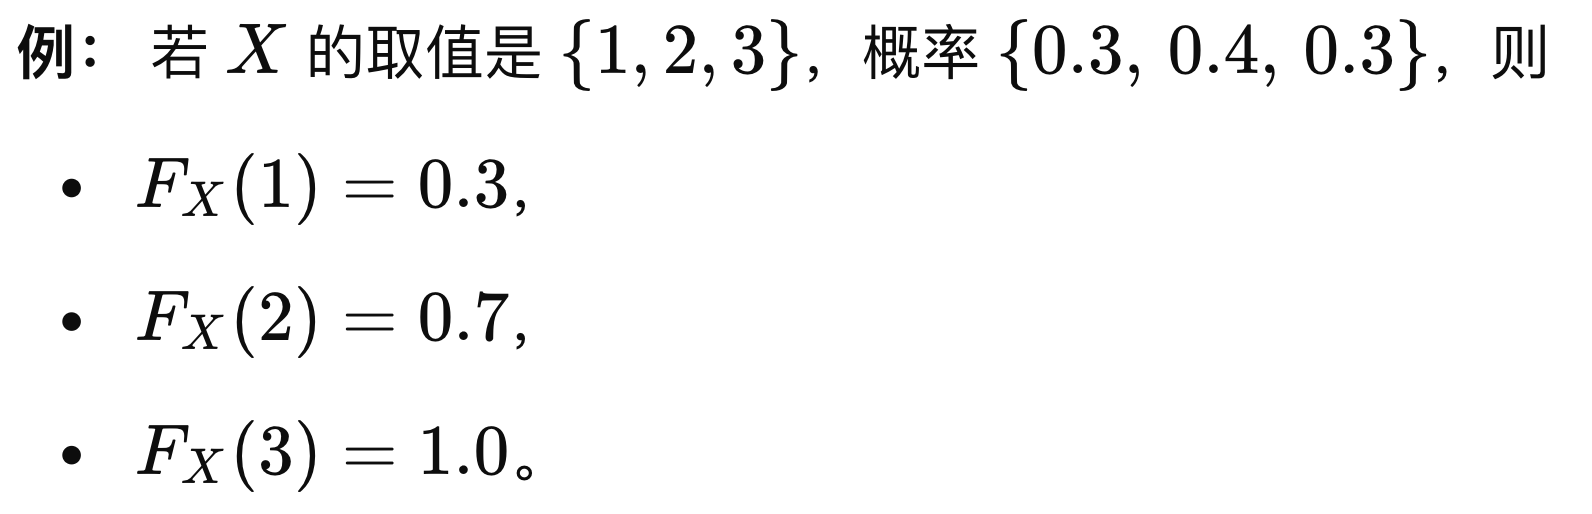 例： 若 X 的取值是 {1, 2, 3}，概率 {0.3, 0.4, 0.3}，则
• F_X(1) = 0.3,
• F_X(2) = 0.7,
• F_X(3) = 1.0。